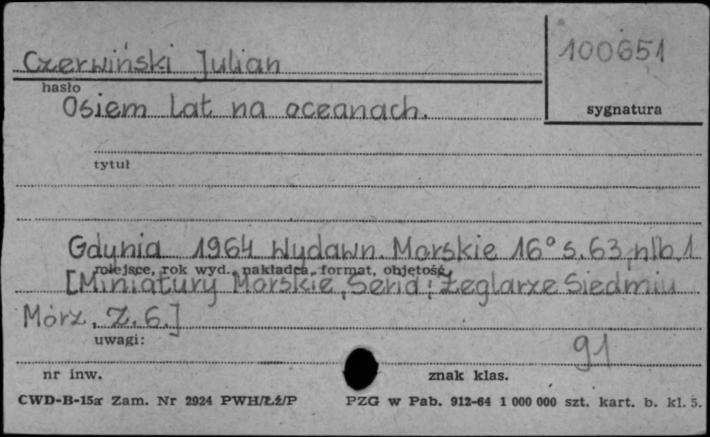 100651
Czerwiński Julian
hasło
sygnatura
Osiem lat na oceanach.
tytuł
Gdynia 1964 Wydawn. Morskie 16° s. 63, nlb. 1
miejsce, rok wyd., nakładca, format, objętość
[Miniatury Morskie, Seria: Żeglarze Siedmiu
Mórz, Z. 6.]
uwagi:
91
nr inw.
znak klas.
CWD-B-15a Zam. Nr 2924 PWH/Łź/P
PZG w Pab. 912-64 1 000 000 szt. kart. b. kl. 5.